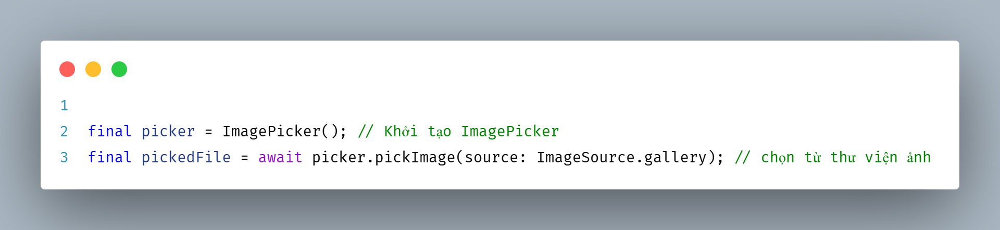 1
2 final picker = ImagePicker(); // Khởi tạo ImagePicker
3 final pickedFile = await picker.pickImage(source: ImageSource.gallery); // chọn từ thư viện ảnh